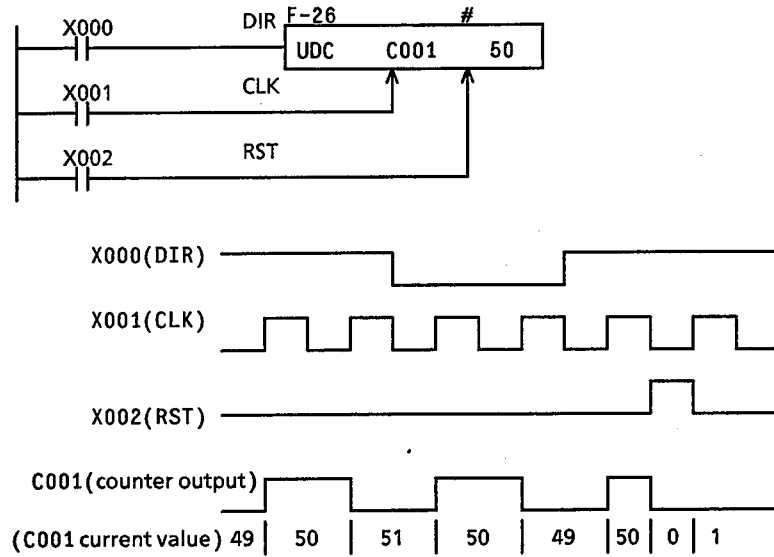 X000 DIR F-26 #
UDC C001 50
X001 CLK
X002 RST
X000(DIR)
X001(CLK)
X002(RST)
C001(counter output)
(C001 current value) 49 50 51 50 49 50 0 1